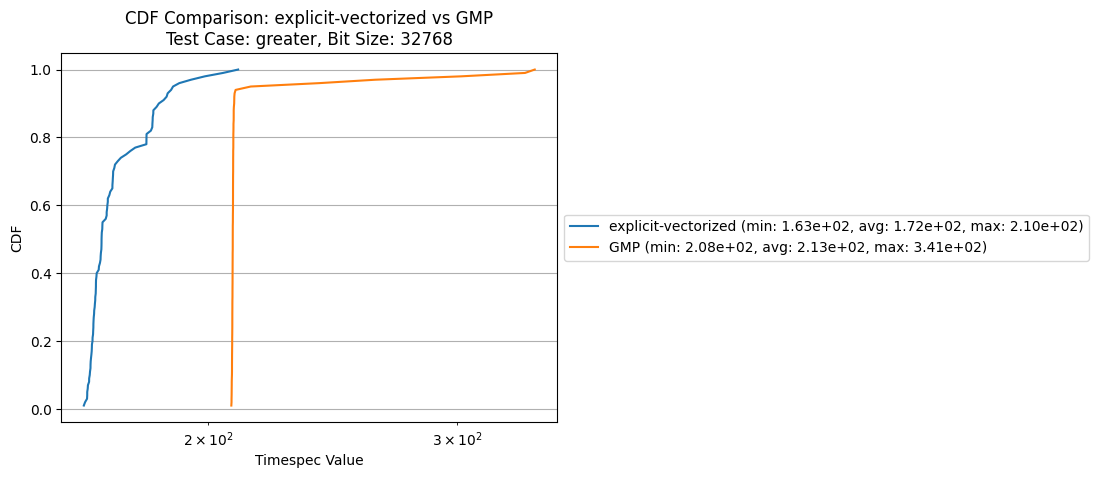 CDF Comparison: explicit-vectorized vs GMP
Test Case: greater, Bit Size: 32768
CDF
1.0
0.8
0.6
0.4
0.2
0.0
2 × 10²
3 × 10²
Timespec Value
explicit-vectorized (min: 1.63e+02, avg: 1.72e+02, max: 2.10e+02)
GMP (min: 2.08e+02, avg: 2.13e+02, max: 3.41e+02)